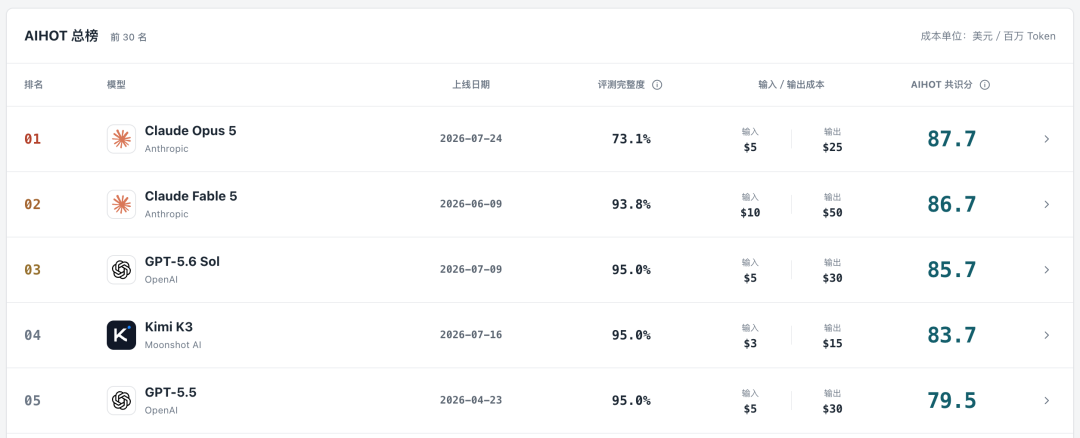 AIHOT 总榜 前 30 名 成本单位：美元 / 百万 Token
排名 模型 上线日期 评测完整度 输入 / 输出成本 AIHOT 共识分
01 Claude Opus 5 Anthropic 2026-07-24 73.1% 输入 $5 输出 $25 87.7
02 Claude Fable 5 Anthropic 2026-06-09 93.8% 输入 $10 输出 $50 86.7
03 GPT-5.6 Sol OpenAI 2026-07-09 95.0% 输入 $5 输出 $30 85.7
04 Kimi K3 Moonshot AI 2026-07-16 95.0% 输入 $3 输出 $15 83.7
05 GPT-5.5 OpenAI 2026-04-23 95.0% 输入 $5 输出 $30 79.5